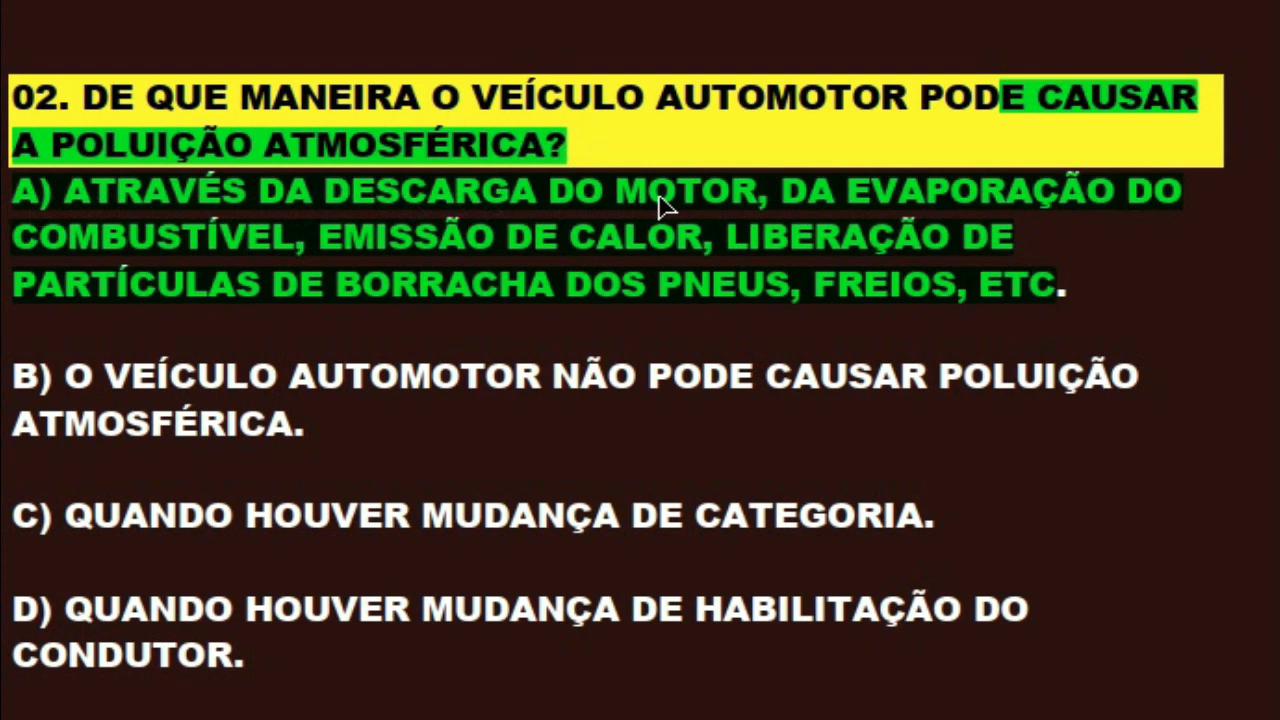 02. DE QUE MANEIRA O VEÍCULO AUTOMOTOR PODE CAUSAR
A POLUIÇÃO ATMOSFÉRICA?
A) ATRAVÉS DA DESCARGA DO MOTOR, DA EVAPORAÇÃO DO
COMBUSTÍVEL, EMISSÃO DE CALOR, LIBERAÇÃO DE
PARTÍCULAS DE BORRACHA DOS PNEUS, FREIOS, ETC.
B) O VEÍCULO AUTOMOTOR NÃO PODE CAUSAR POLUIÇÃO
ATMOSFÉRICA.
C) QUANDO HOUVER MUDANÇA DE CATEGORIA.
D) QUANDO HOUVER MUDANÇA DE HABILITAÇÃO DO
CONDUTOR.